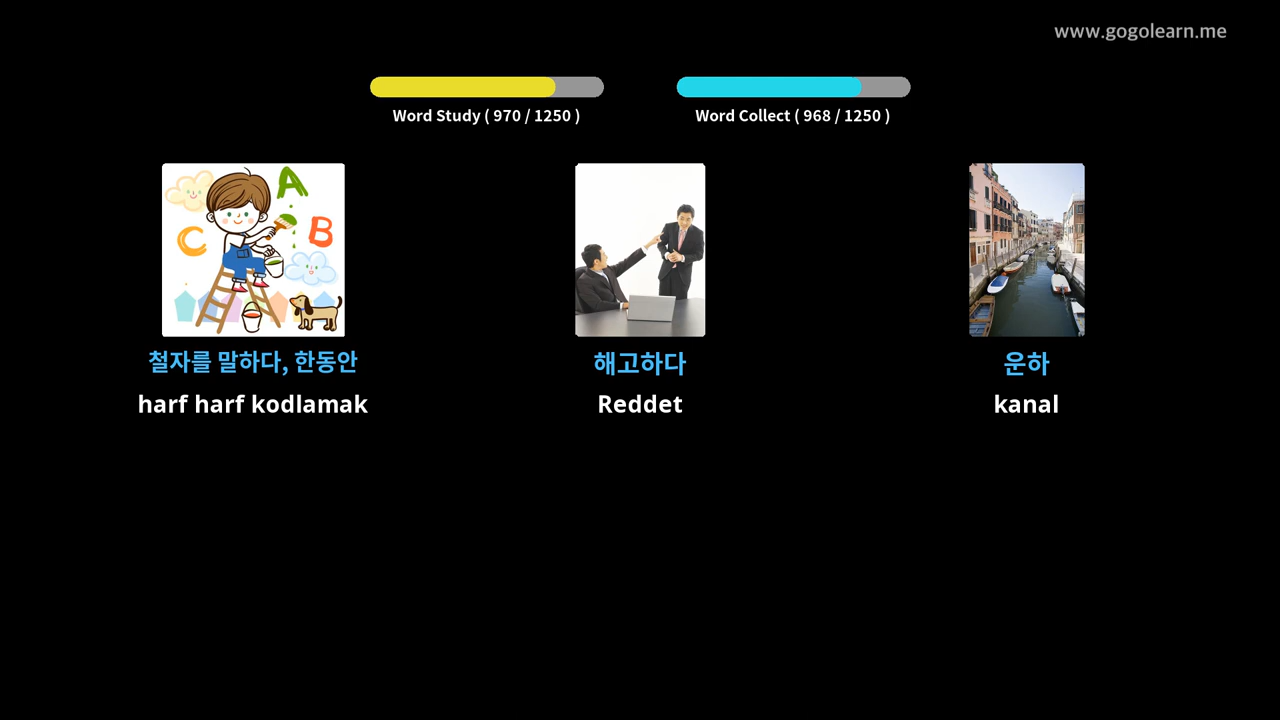 www.gogolearn.me
Word Study ( 970 / 1250 )
Word Collect ( 968 / 1250 )
A
B
C
철자를 말하다, 한동안
해고하다
운하
harf harf kodlamak
Reddet
kanal